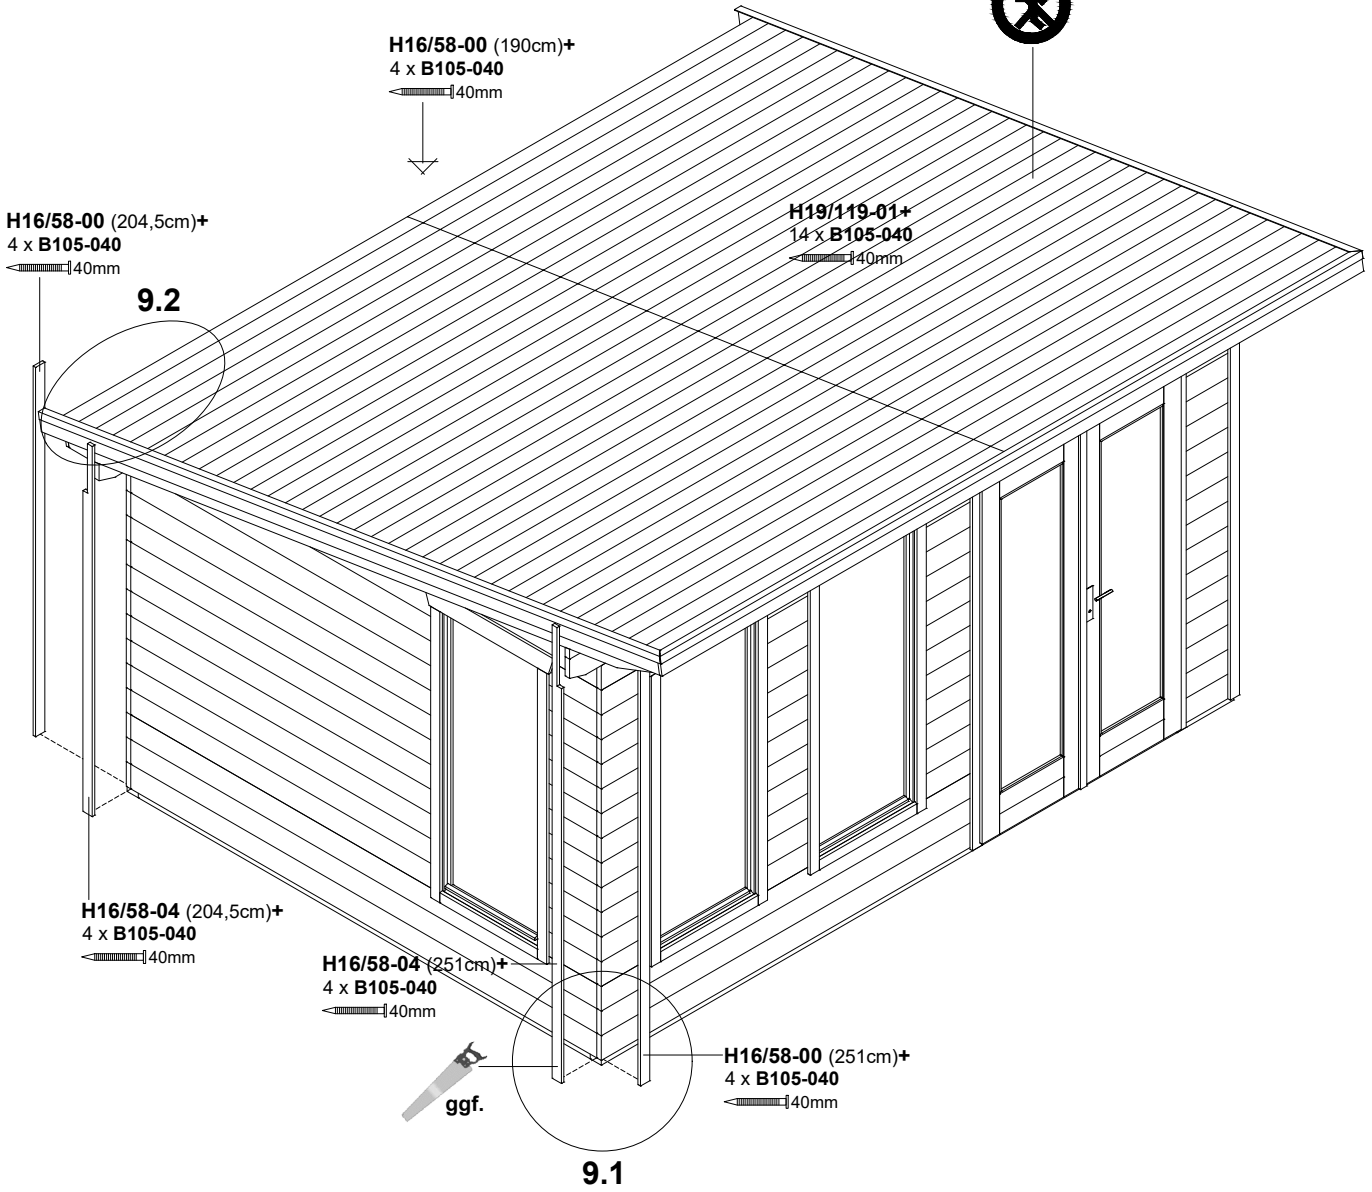 H16/58-00 (190cm)+
4 x B105-040
40mm
H16/58-00 (204,5cm)+
4 x B105-040
40mm
9.2
H19/119-01+
14 x B105-040
40mm
H16/58-04 (204,5cm)+
4 x B105-040
40mm
H16/58-04 (251cm)+
4 x B105-040
40mm
ggf.
H16/58-00 (251cm)+
4 x B105-040
40mm
9.1